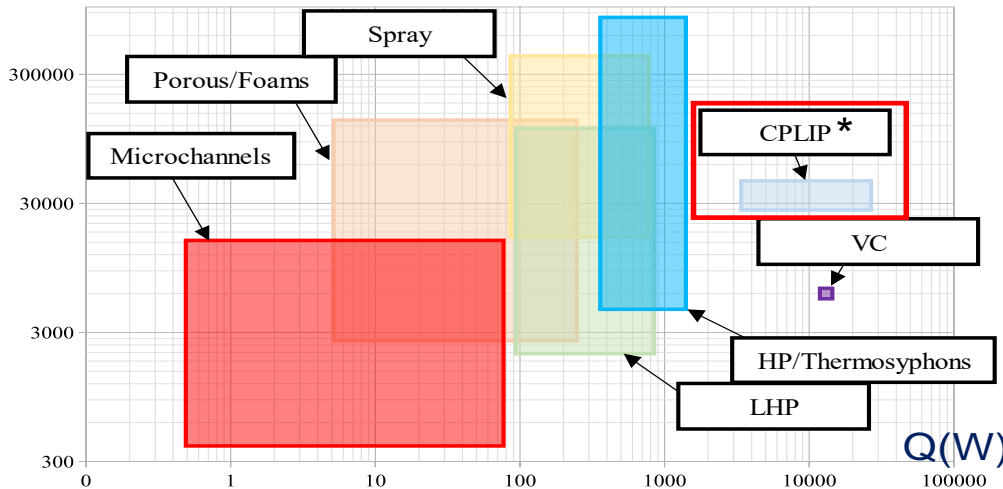 Spray
300000
Porous/Foams
CPLIP *
Microchannels
30000
VC
3000
HP/Thermosyphons
LHP
Q(W)
300
0 1 10 100 1000 10000 100000